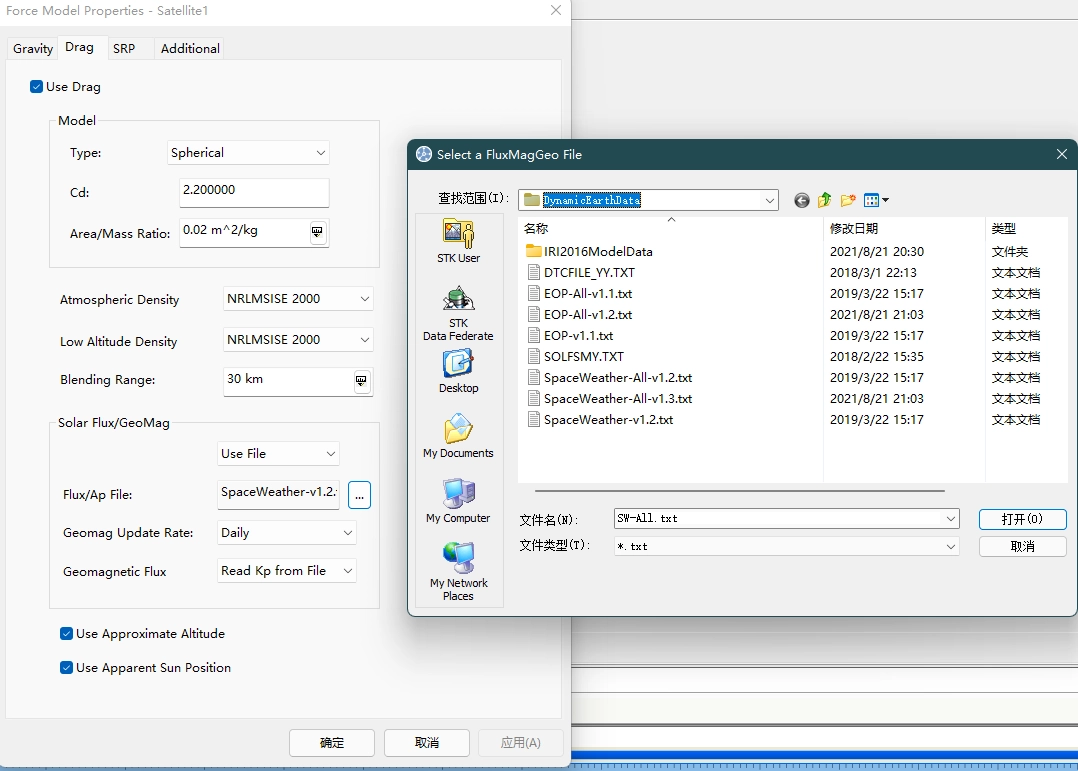 Force Model Properties - Satellite1
Gravity Drag SRP Additional
Use Drag
Model
Type: Spherical
Cd: 2.200000
Area/Mass Ratio: 0.02 m^2/kg
Atmospheric Density NRLMSISE 2000
Low Altitude Density NRLMSISE 2000
Blending Range: 30 km
Solar Flux/GeoMag
Use File
Flux/Ap File: SpaceWeather-v1.2. ...
Geomag Update Rate: Daily
Geomagnetic Flux Read Kp from File
Use Approximate Altitude
Use Apparent Sun Position
确定 取消 应用(A)
Select a FluxMagGeo File
查找范围(I): DynamicEarthData
STK User
STK
Data Federate
Desktop
My Documents
My Computer
My Network
Places
名称 修改日期 类型
IRI2016ModelData 2021/8/21 20:30 文件夹
DTCFILE_YY.TXT 2018/3/1 22:13 文本文档
EOP-All-v1.1.txt 2019/3/22 15:17 文本文档
EOP-All-v1.2.txt 2021/8/21 21:03 文本文档
EOP-v1.1.txt 2019/3/22 15:17 文本文档
SOLFSMY.TXT 2018/2/22 15:35 文本文档
SpaceWeather-All-v1.2.txt 2019/3/22 15:17 文本文档
SpaceWeather-All-v1.3.txt 2021/8/21 21:03 文本文档
SpaceWeather-v1.2.txt 2019/3/22 15:17 文本文档
文件名(N): SW-All.txt 打开(O)
文件类型(T): *.txt 取消